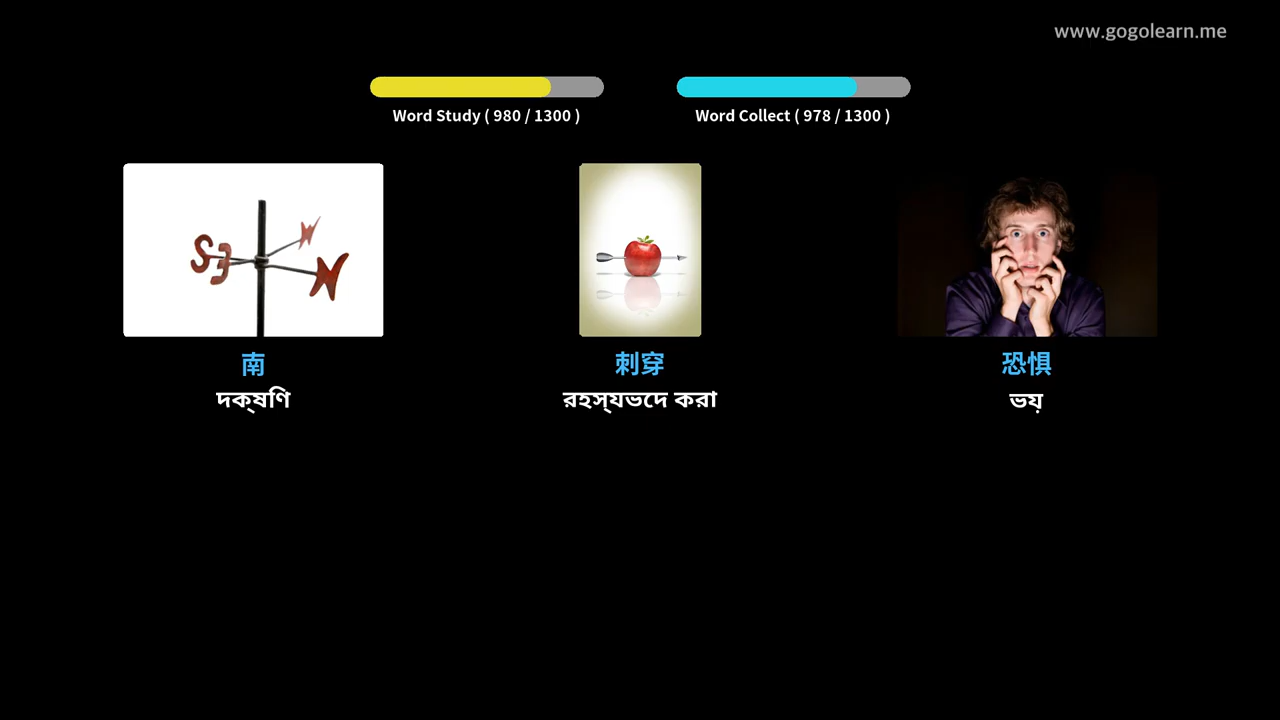 www.gogolearn.me
Word Study ( 980 / 1300 )
Word Collect ( 978 / 1300 )
南
刺穿
恐惧
দক্ষিণ
রহস্যভেদ করা
ভয়